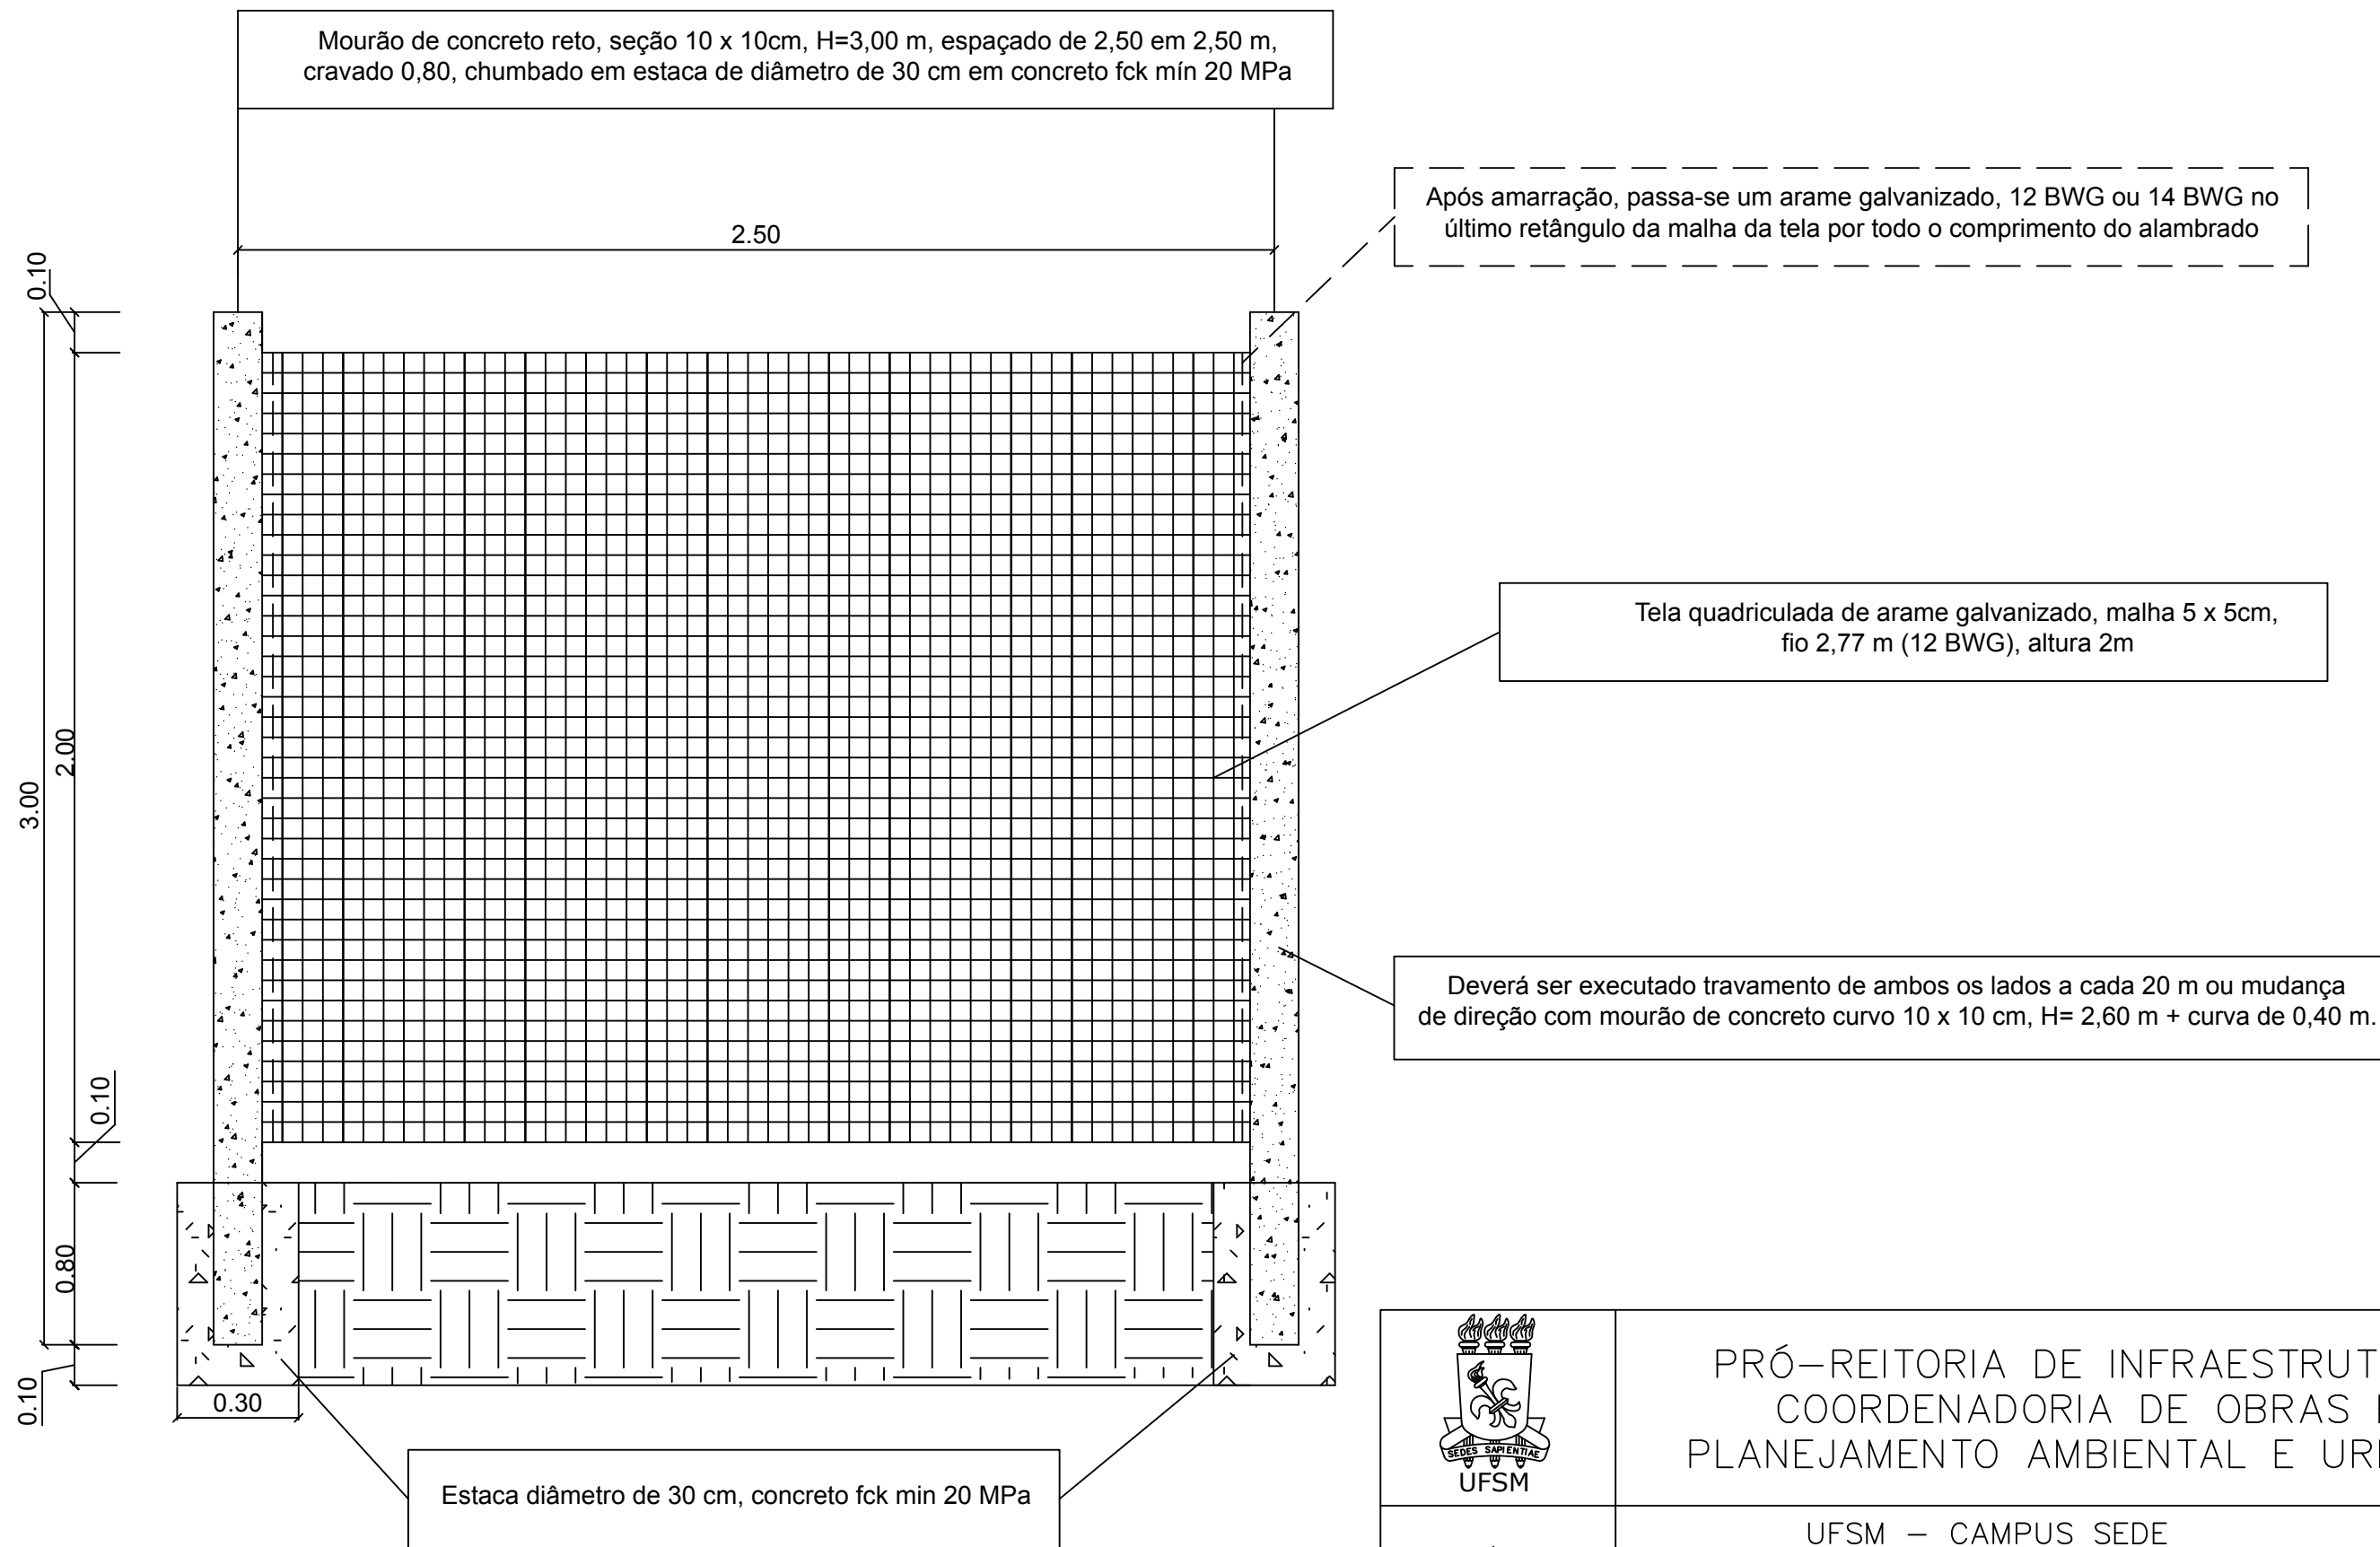 Mourão de concreto reto, seção 10 x 10cm, H=3,00 m, espaçado de 2,50 em 2,50 m,
cravado 0,80, chumbado em estaca de diâmetro de 30 cm em concreto fck mín 20 MPa
Após amarração, passa-se um arame galvanizado, 12 BWG ou 14 BWG no
último retângulo da malha da tela por todo o comprimento do alambrado
2.50
0.10
Tela quadriculada de arame galvanizado, malha 5 x 5cm,
fio 2,77 m (12 BWG), altura 2m
2.00
3.00
Deverá ser executado travamento de ambos os lados a cada 20 m ou mudança
de direção com mourão de concreto curvo 10 x 10 cm, H= 2,60 m + curva de 0,40 m.
0.10
0.80
0.10
0.30
Estaca diâmetro de 30 cm, concreto fck min 20 MPa
SEDES SAPIENTIAE
UFSM
PRÓ-REITORIA DE INFRAESTRUT
COORDENADORIA DE OBRAS
PLANEJAMENTO AMBIENTAL E UR
UFSM - CAMPUS SEDE